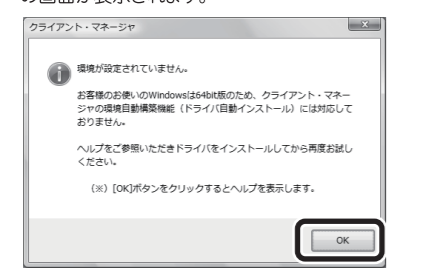 の画面が表示されます。
クライアント・マネージャ
環境が設定されていません。
お客様のお使いのWindowsは64bit版のため、クライアント・マネー
ジャの環境自動構築機能(ドライバ自動インストール)には対応して
おりません。
ヘルプをご参照いただきドライバをインストールしてから再度お試し
ください。
(※)[OK]ボタンをクリックするとヘルプを表示します。
OK